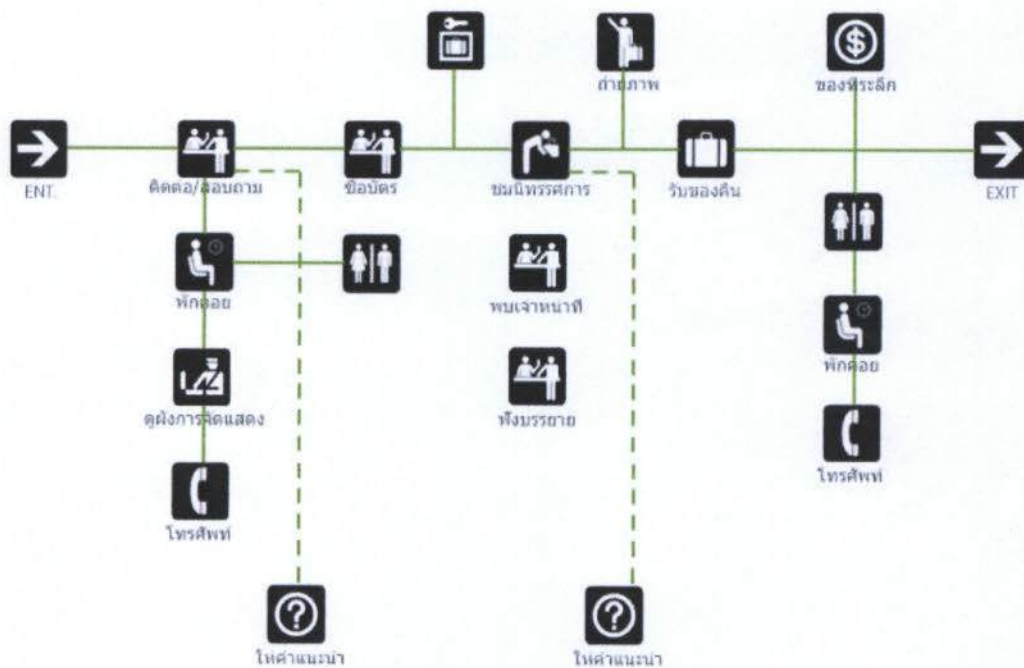 ถ่ายภาพ
ของที่ระลึก
ENT.
ติดต่อ/สอบถาม
ซื้อบัตร
ชมนิทรรศการ
รับของคืน
EXIT
พักคอย
พบเจ้าหน้าที่
พักคอย
ดูผังการจัดแสดง
ฟังบรรยาย
โทรศัพท์
โทรศัพท์
ให้คำแนะนำ
ให้คำแนะนำ